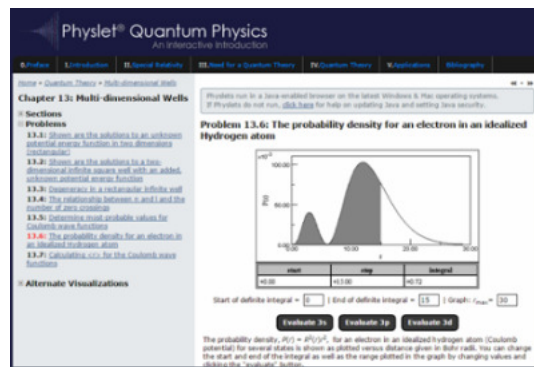 Physlet® Quantum Physics
An Interactive Introduction
0.Preface I.Introduction II.Special Relativity III.Need for a Quantum Theory IV.Quantum Theory V.Applications Bibliography
Home » Quantum Theory » Multi-dimensional Wells
Chapter 13: Multi-dimensional Wells
Sections
Problems
13.1: Shown are the solutions to an unknown
potential energy function in two dimensions
(rectangular)
13.2: Shown are the solutions to a two-
dimensional infinite square well with an added,
unknown potential energy function
13.3: Degeneracy in a rectangular infinite well
13.4: The relationship between n and l and the
number of zero crossings
13.5: Determine most probable values for
Coulomb wave functions
13.6: The probability density for an electron in
an idealized Hydrogen atom
13.7: Calculating <r> for the Coulomb wave
functions
Alternate Visualizations
Physlets run in a Java-enabled browser on the latest Windows & Mac operating systems.
If Physlets do not run, click here for help on updating Java and setting Java security.
Problem 13.6: The probability density for an electron in an idealized
Hydrogen atom
100.00
P(r)
50.00
0.00
0.00 10.00 20.00 30.00
r
start stop integral
+0.00 +15.00 +0.72
Start of definite integral = 0 | End of definite integral = 15 | Graph: rmax= 30
Evaluate 3s Evaluate 3p Evaluate 3d
The probability density, P(r) = R²(r)r², for an electron in an idealized hydrogen atom (Coulomb
potential) for several states is shown as plotted versus distance given in Bohr radii. You can change
the start and end of the integral as well as the range plotted in the graph by changing values and
clicking the "evaluate" button.